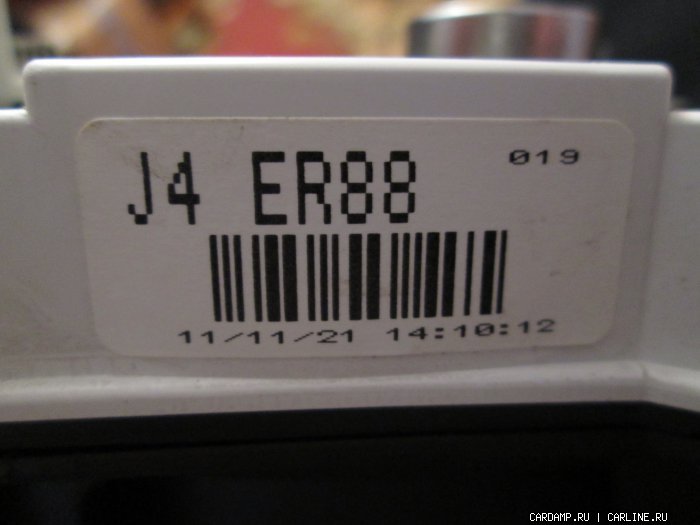 J4 ER88 019
11/11/21 14:10:12
CARDAMP.RU | CARLINE.RU